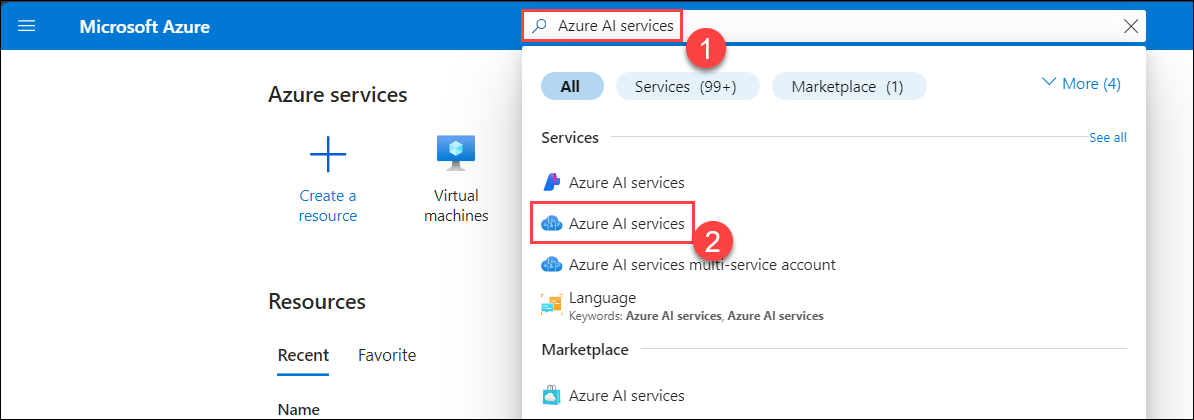 Microsoft Azure
Azure AI services
1
All
Services (99+)
Marketplace (1)
More (4)
Azure services
Services
See all
Create a
resource
Virtual
machines
Azure AI services
Azure AI services
2
Azure AI services multi-service account
Language
Keywords: Azure AI services, Azure AI services
Resources
Marketplace
Recent
Favorite
Azure AI services
Name